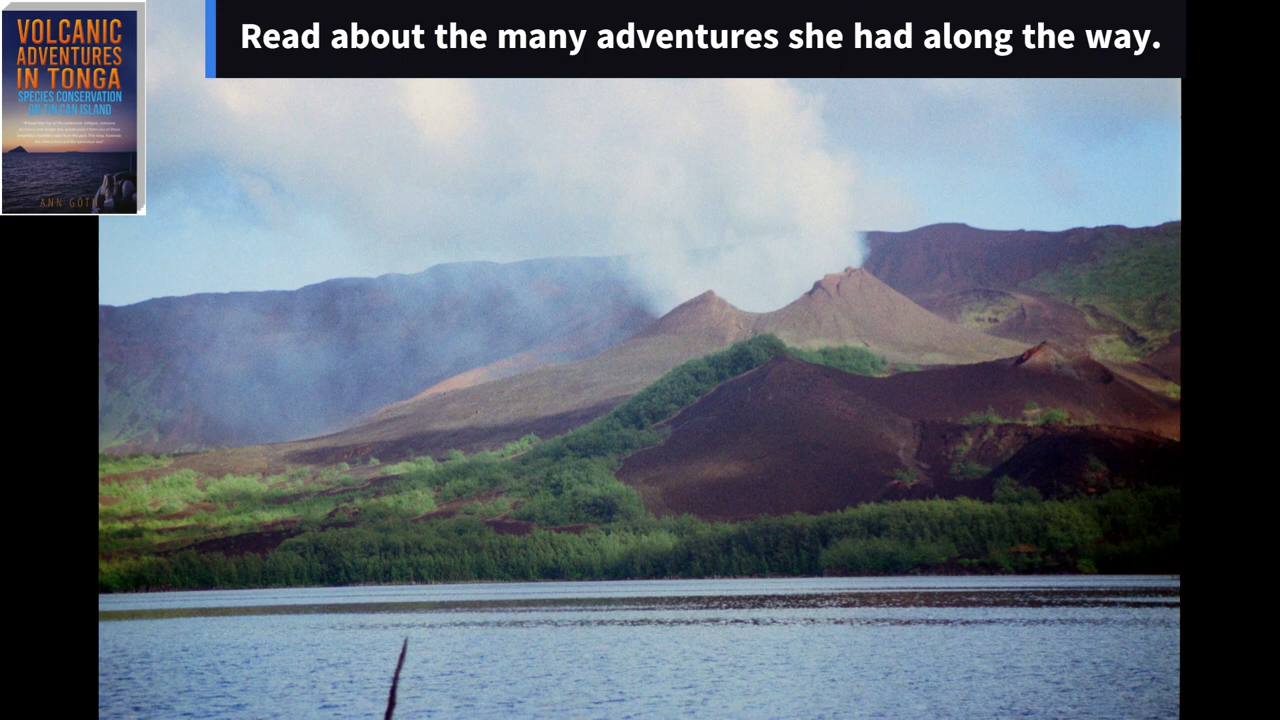 Read about the many adventures she had along the way.
VOLCANIC
ADVENTURES
IN TONGA
SPECIES CONSERVATION
ON TIN CAN ISLAND
ANN GÖTH